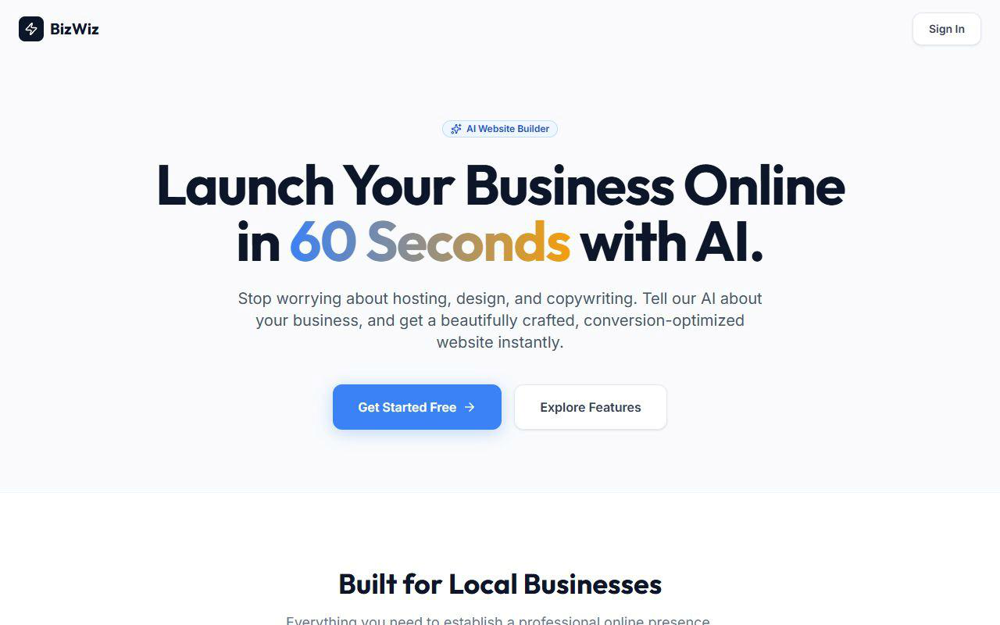 BizWiz
Sign In
AI Website Builder
Launch Your Business Online
in 60 Seconds with AI.
Stop worrying about hosting, design, and copywriting. Tell our AI about
your business, and get a beautifully crafted, conversion-optimized
website instantly.
Get Started Free
Explore Features
Built for Local Businesses
Everything you need to establish a professional online presence